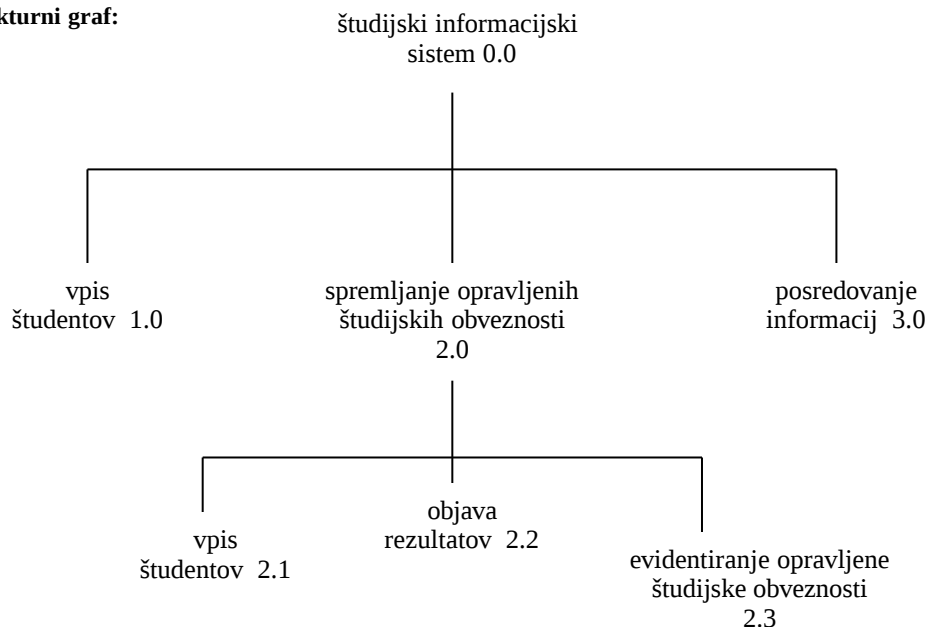 kturni graf:
študijski informacijski
sistem 0.0
vpis
študentov 1.0
spremljanje opravljenih
študijskih obveznosti
2.0
posredovanje
informacij 3.0
vpis
študentov 2.1
objava
rezultatov 2.2
evidentiranje opravljene
študijske obveznosti
2.3